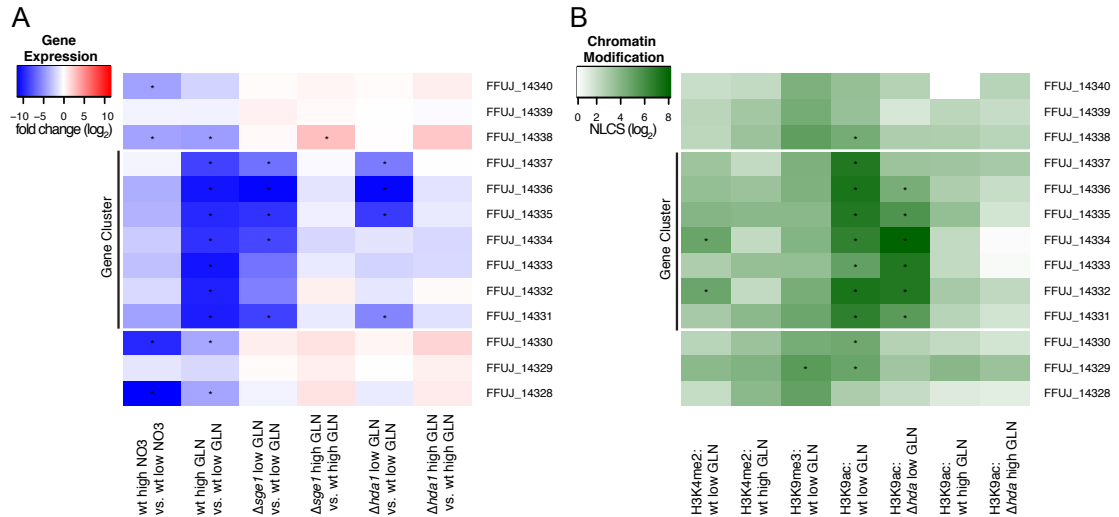 A
Gene
Expression
−10 −5 0 5 10
fold change (log2)
Gene Cluster
FFUJ_14340
FFUJ_14339
FFUJ_14338
FFUJ_14337
FFUJ_14336
FFUJ_14335
FFUJ_14334
FFUJ_14333
FFUJ_14332
FFUJ_14331
FFUJ_14330
FFUJ_14329
FFUJ_14328
wt high NO3
vs. wt low NO3
wt high GLN
vs. wt low GLN
Δsge1 low GLN
vs. wt low GLN
Δsge1 high GLN
vs. wt high GLN
Δhda1 low GLN
vs. wt low GLN
Δhda1 high GLN
vs. wt high GLN
B
Chromatin
Modification
0 2 4 6 8
NLCS (log2)
Gene Cluster
FFUJ_14340
FFUJ_14339
FFUJ_14338
FFUJ_14337
FFUJ_14336
FFUJ_14335
FFUJ_14334
FFUJ_14333
FFUJ_14332
FFUJ_14331
FFUJ_14330
FFUJ_14329
FFUJ_14328
H3K4me2:
wt low GLN
H3K4me2:
wt high GLN
H3K9me3:
wt low GLN
H3K9ac:
wt low GLN
H3K9ac:
Δhda low GLN
H3K9ac:
wt high GLN
H3K9ac:
Δhda high GLN